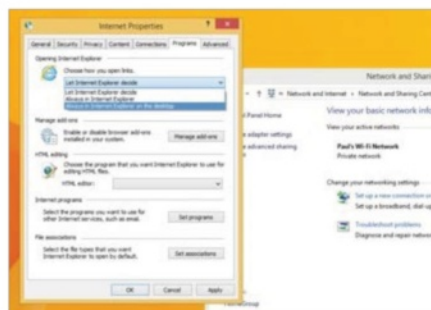 Internet Properties
General Security Privacy Content Connections Programs Advanced
Opening Internet Explorer
Choose how you open links.
Let Internet Explorer decide
Let Internet Explorer decide
Always in Internet Explorer
Always in Internet Explorer on the desktop
Manage add-ons
Enable or disable browser add-ons
installed in your system.
Manage add-ons
HTML editing
Choose the program that you want Internet Explorer to use for
editing HTML files.
HTML editor:
Internet programs
Select the programs you want to use for
other Internet services, such as email.
Set programs
File associations
Select the file types that you want
Internet Explorer to open by default.
Set associations
OK Cancel Apply
Network and Shari
Network and Internet Network and Sharing Cent
l Panel Home
adapter settings
advanced sharing
View your basic network info
View your active networks
Paul's Wi-Fi Network
Private network
Change your networking settings
Set up a new connection or
Set up a broadband, dial-up
Troubleshoot problems
Diagnose and repair networ